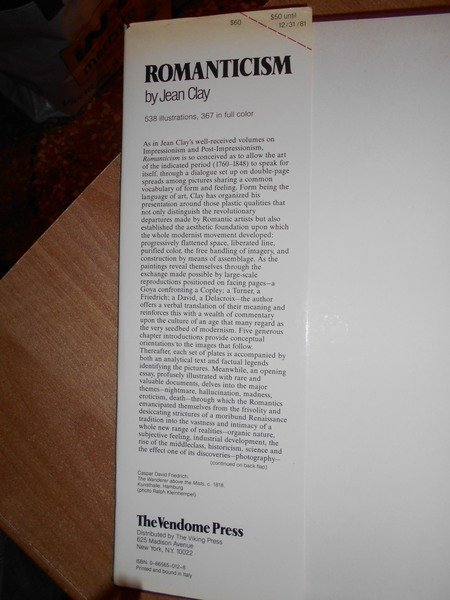 $60
$50 until
12/31/81
ROMANTICISM
by Jean Clay
538 illustrations, 367 in full color
As in Jean Clay's well-received volumes on
Impressionism and Post-Impressionism,
Romanticism is so conceived as to allow the art
of the indicated period (1760–1848) to speak for
itself, through a dialogue set up on double-page
spreads among pictures sharing a common
vocabulary of form and feeling. Form being the
language of art, Clay has organized his
presentation around those plastic qualities that
not only distinguish the revolutionary
departures made by Romantic artists but also
established the aesthetic foundation upon which
the whole modernist movement developed:
progressively flattened space, liberated line,
purified color, the free handling of imagery, and
construction by means of assemblage. As the
paintings reveal themselves through the
exchange made possible by large-scale
reproductions positioned on facing pages—a
Goya confronting a Copley; a Turner, a
Friedrich; a David, a Delacroix—the author
offers a verbal translation of their meaning and
reinforces this with a wealth of commentary
upon the culture of an age that many regard as
the very seedbed of modernism. Five generous
chapter introductions provide conceptual
orientations to the images that follow.
Thereafter, each set of plates is accompanied by
both an analytical text and factual legends
identifying the pictures. Meanwhile, an opening
essay, profusely illustrated with rare and
valuable documents, delves into the major
themes—nightmare, hallucination, madness,
eroticism, death—through which the Romantics
emancipated themselves from the frivolity and
desiccating strictures of a moribund Renaissance
tradition into the vastness and intimacy of a
whole new range of realities—organic nature,
subjective feeling, industrial development, the
rise of the middleclass, historicism, science and
the effect one of its discoveries—photography—
(continued on back flap)
Caspar David Friedrich.
The Wanderer above the Mists, c. 1818.
Kunsthalle, Hamburg
(photo Ralph Kleinhempel)
The Vendome Press
Distributed by The Viking Press
625 Madison Avenue
New York, N.Y. 10022
ISBN: 0-86565-012-8
Printed and bound in Italy